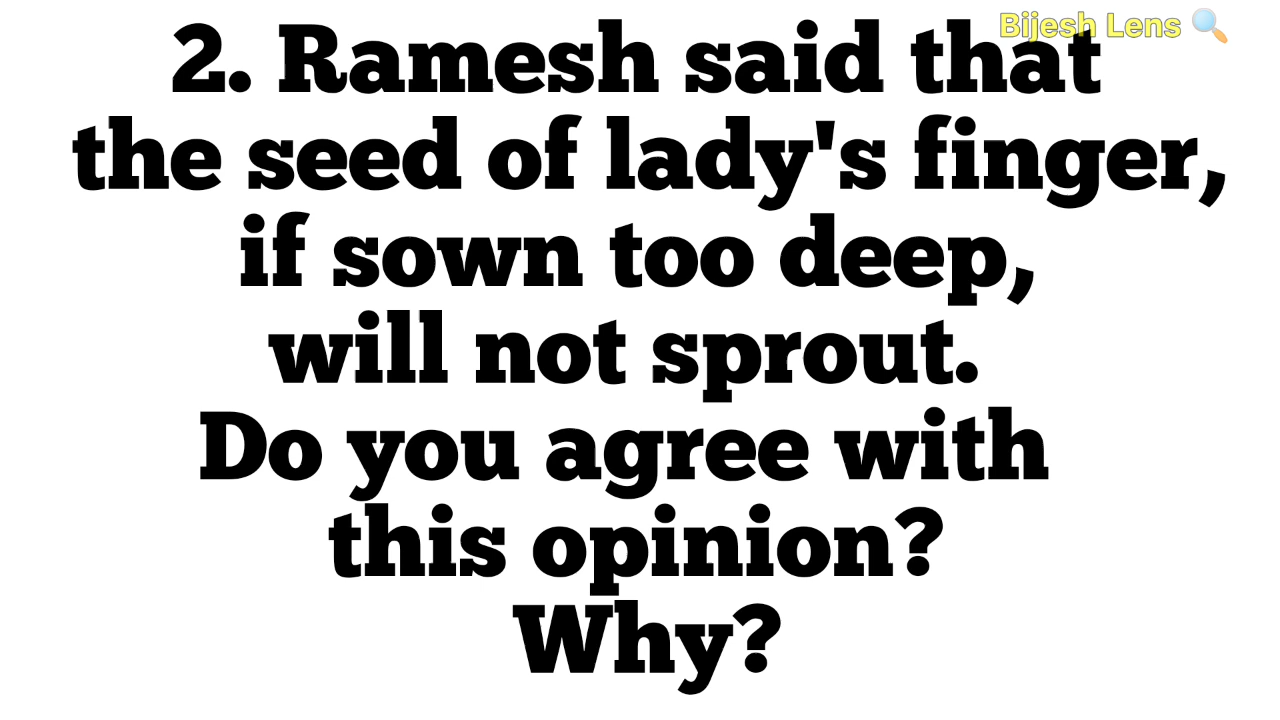 Bijesh Lens
2. Ramesh said that
the seed of lady's finger,
if sown too deep,
will not sprout.
Do you agree with
this opinion?
Why?